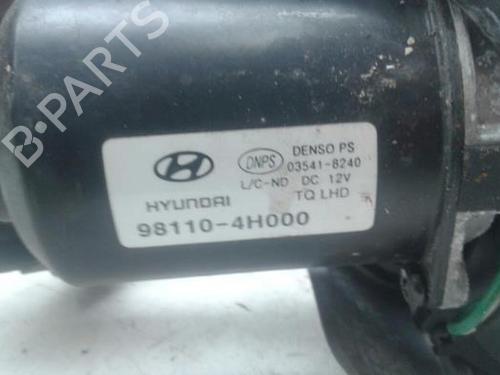 B-PARTS
DNPS
DENSO PS
03541-8240
L/C-ND DC 12V
TQ LHD
HYUNDAI
98110-4H000